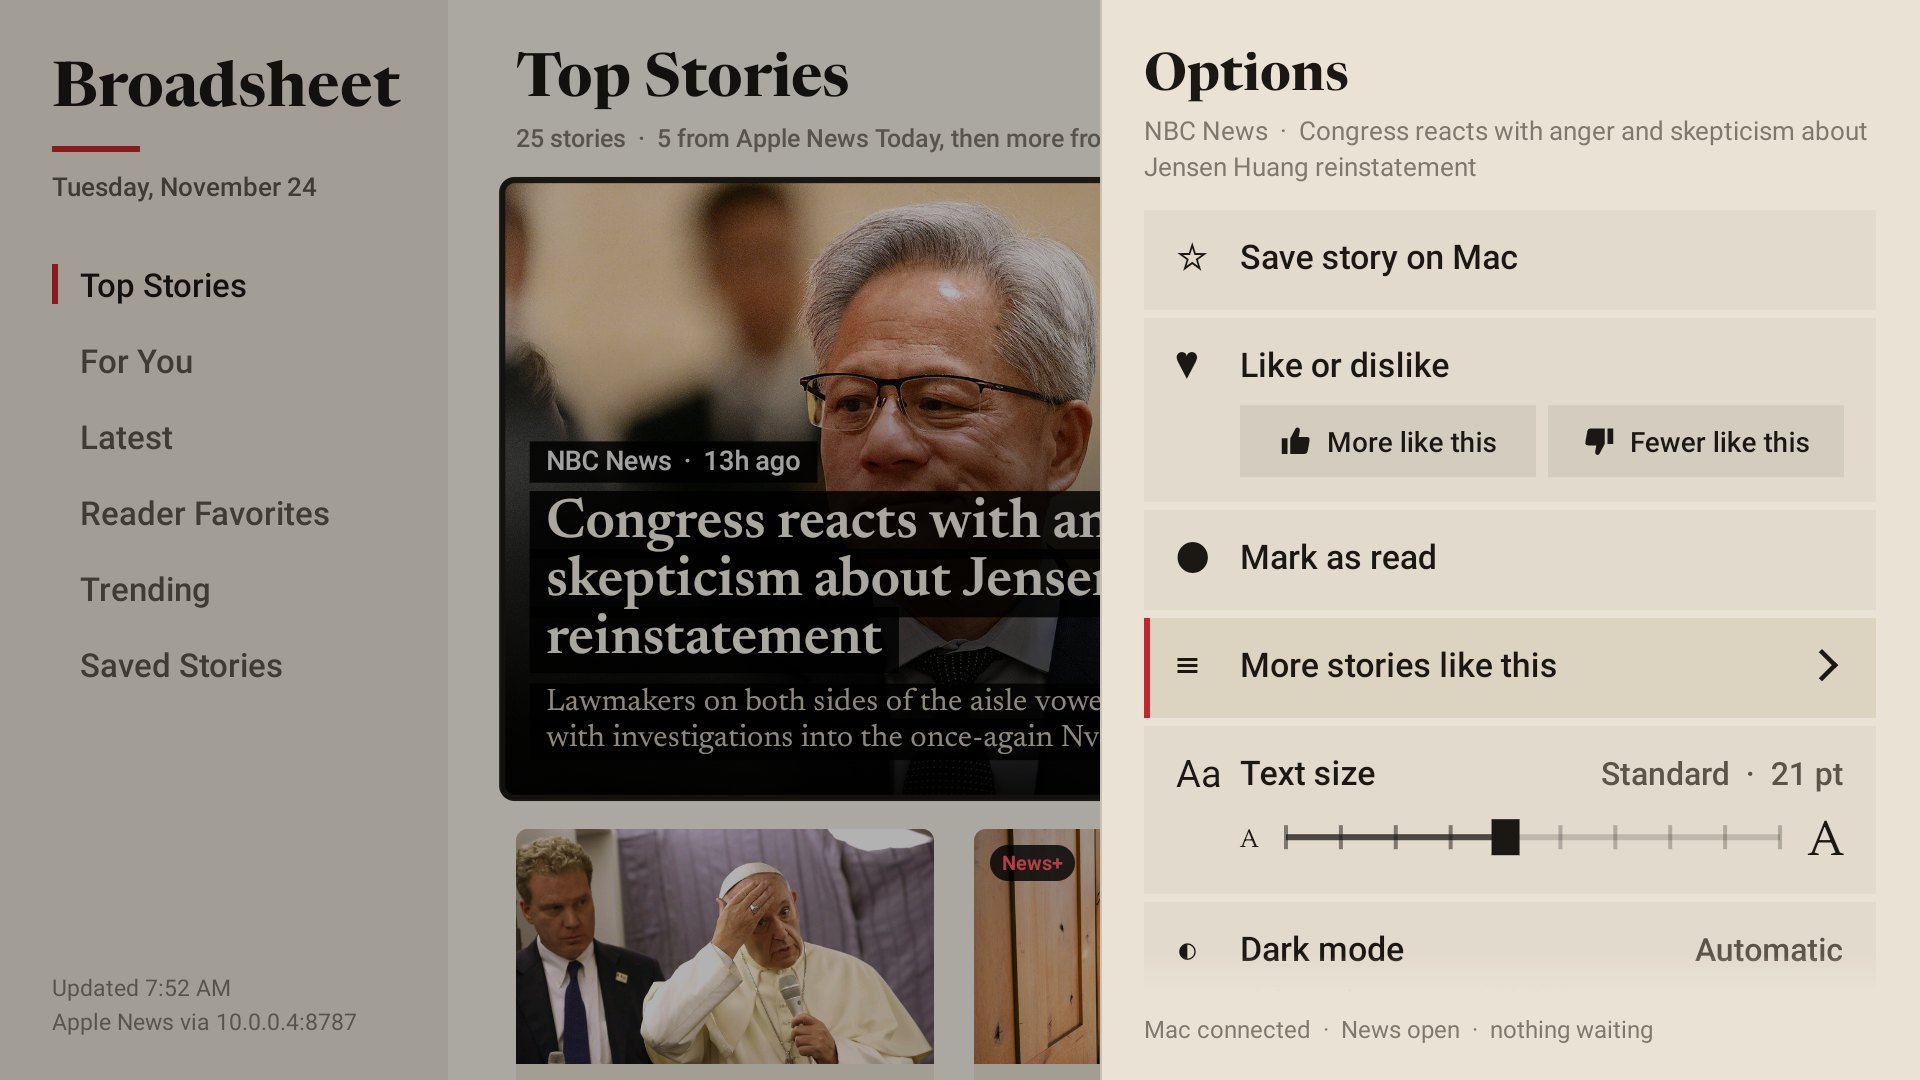 Broadsheet
Tuesday, November 24
Top Stories
For You
Latest
Reader Favorites
Trending
Saved Stories
Updated 7:52 AM
Apple News via 10.0.0.4:8787
Top Stories
25 stories · 5 from Apple News Today, then more fro
NBC News · 13h ago
Congress reacts with an
skepticism about Jensen
reinstatement
Lawmakers on both sides of the aisle vowe
with investigations into the once-again Nv
News+
Options
NBC News · Congress reacts with anger and skepticism about
Jensen Huang reinstatement
Save story on Mac
Like or dislike
More like this
Fewer like this
Mark as read
More stories like this
Aa Text size Standard · 21 pt
A A
Dark mode Automatic
Mac connected · News open · nothing waiting